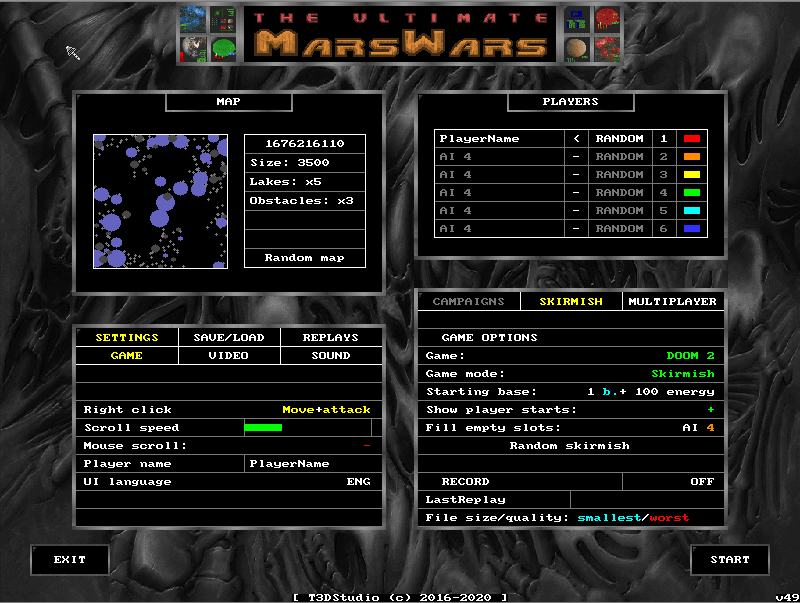 THE ULTIMATE
MARSWARS
MAP
1676216110
Size: 3500
Lakes: x5
Obstacles: x3
Random map
PLAYERS
PlayerName < RANDOM 1
AI 4 – RANDOM 2
AI 4 – RANDOM 3
AI 4 – RANDOM 4
AI 4 – RANDOM 5
AI 4 – RANDOM 6
SETTINGS SAVE/LOAD REPLAYS
GAME VIDEO SOUND
Right click Move+attack
Scroll speed
Mouse scroll: –
Player name PlayerName
UI language ENG
CAMPAIGNS SKIRMISH MULTIPLAYER
GAME OPTIONS
Game: DOOM 2
Game mode: Skirmish
Starting base: 1 b.+ 100 energy
Show player starts: +
Fill empty slots: AI 4
Random skirmish
RECORD OFF
LastReplay
File size/quality: smallest/worst
EXIT
START
[ T3DStudio (c) 2016-2020 ]
v49